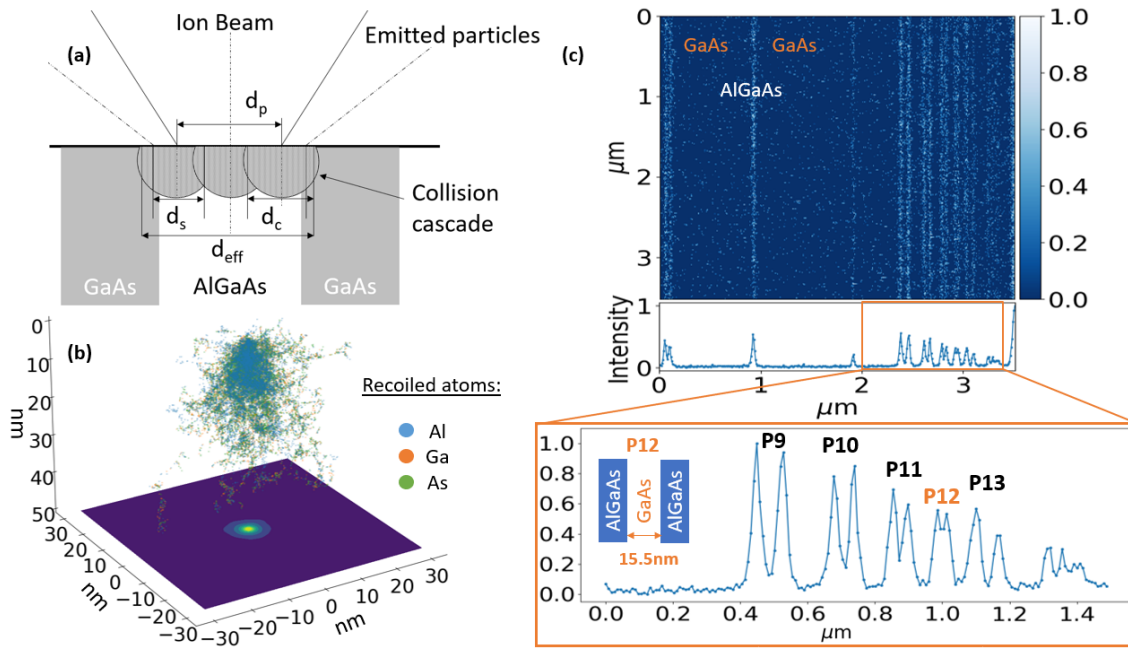 (a)
Ion Beam
Emitted particles
d_p
d_s
d_c
d_eff
Collision
cascade
GaAs
AlGaAs
GaAs
(b)
0
10
20
30
40
50
nm
30
20
10
0
−10
−20
−30
nm
−30
−20
−10
0
10
20
30
nm
Recoiled atoms:
Al
Ga
As
(c)
GaAs
GaAs
AlGaAs
0
1
2
3
μm
1.0
0.8
0.6
0.4
0.2
0.0
1
0
Intensity
0
1
2
3
μm
1.0
0.8
0.6
0.4
0.2
0.0
P12
AlGaAs
GaAs
AlGaAs
15.5nm
P9
P10
P11
P12
P13
0.0
0.2
0.4
0.6
0.8
1.0
1.2
1.4
μm